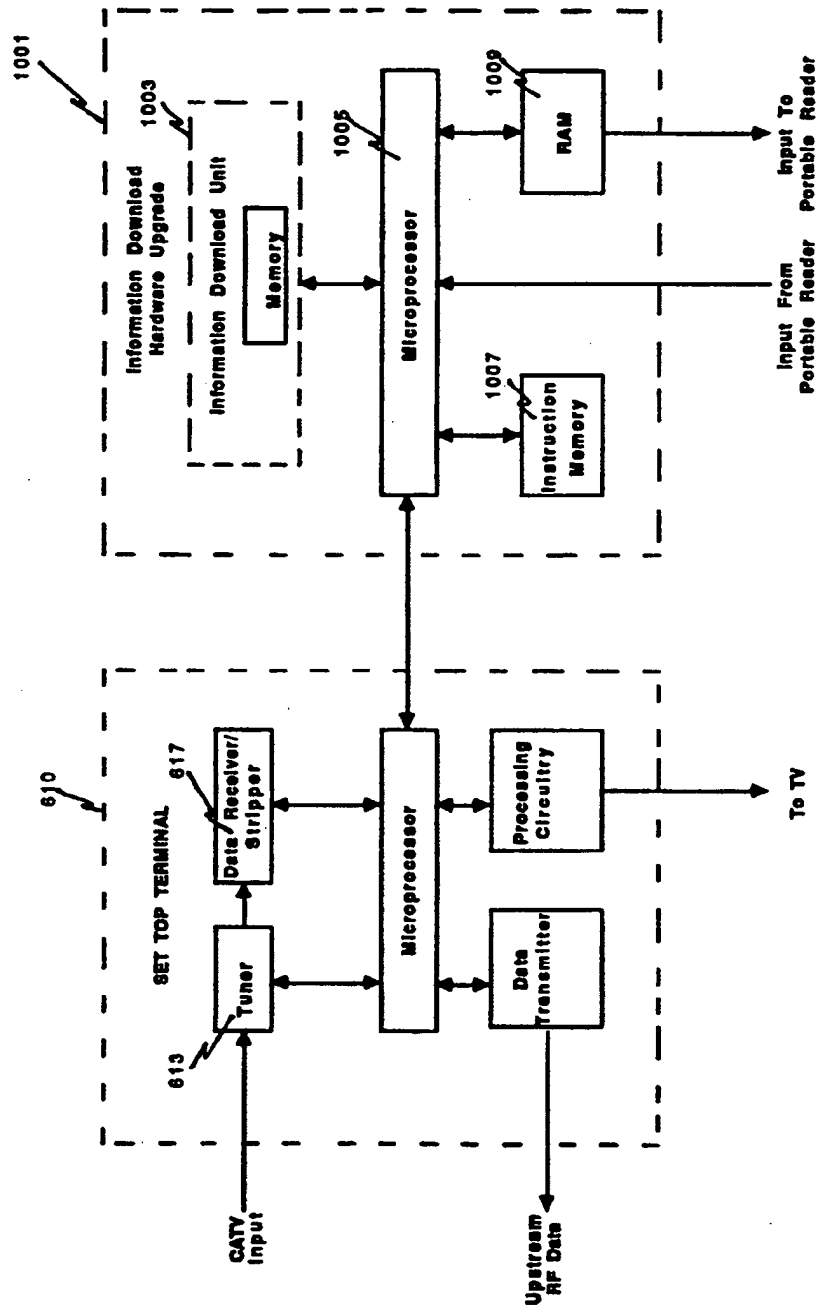 610
SET TOP TERMINAL
CATV
Input
613
Tuner
617
Data Receiver/
Stripper
Microprocessor
Data
Transmitter
Processing
Circuitry
Upstream
RF Data
To TV
1001
Information Download
Hardware Upgrade
1003
Information Download Unit
Memory
1005
Microprocessor
1007
Instruction
Memory
1009
RAM
Input From
Portable Reader
Input To
Portable Reader